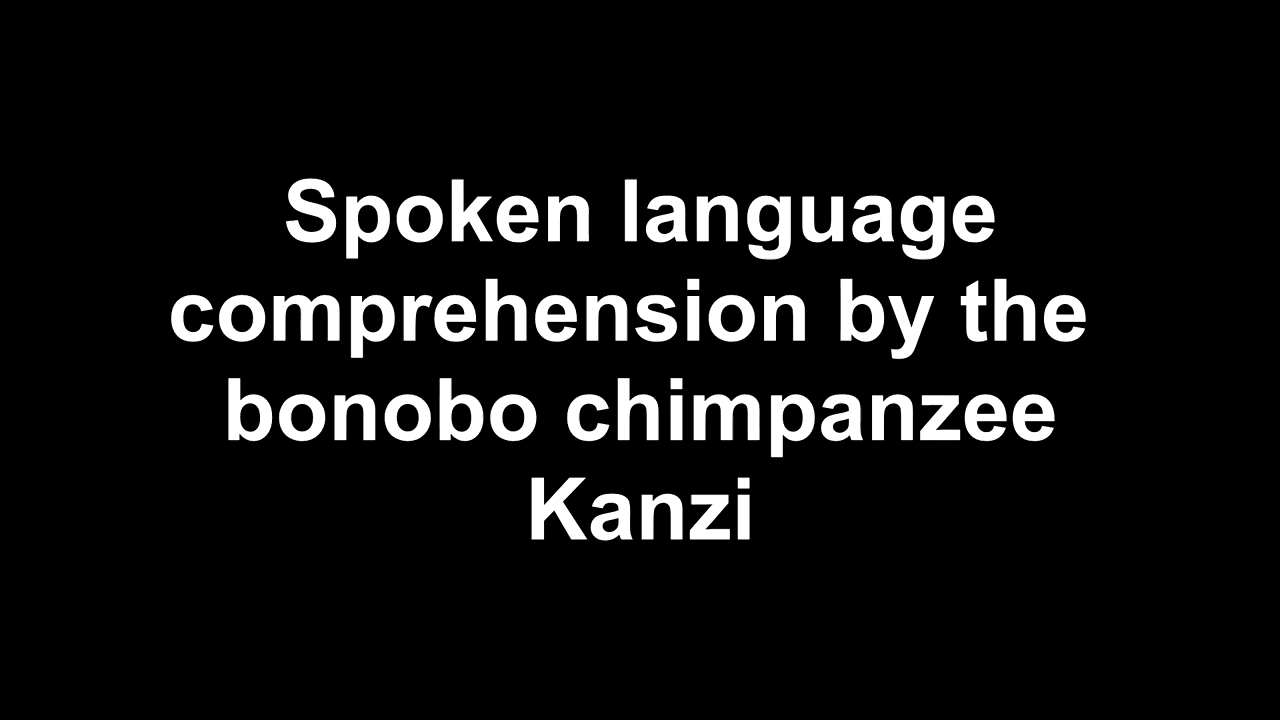 Spoken language
comprehension by the
bonobo chimpanzee
Kanzi